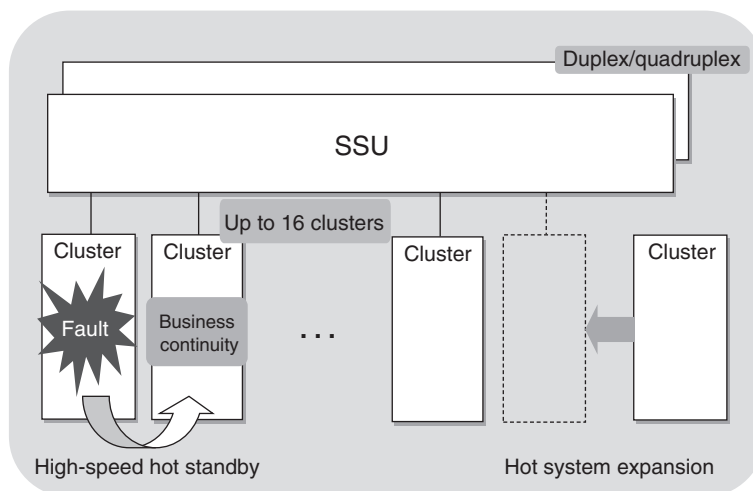 Duplex/quadruplex
SSU
Up to 16 clusters
Cluster
Cluster
Cluster
Cluster
Fault
Business
continuity
...
High-speed hot standby
Hot system expansion